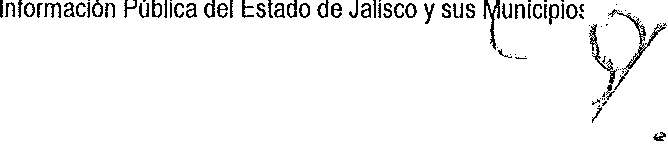 Información Pública del Estado de Jalisco y sus Municipios